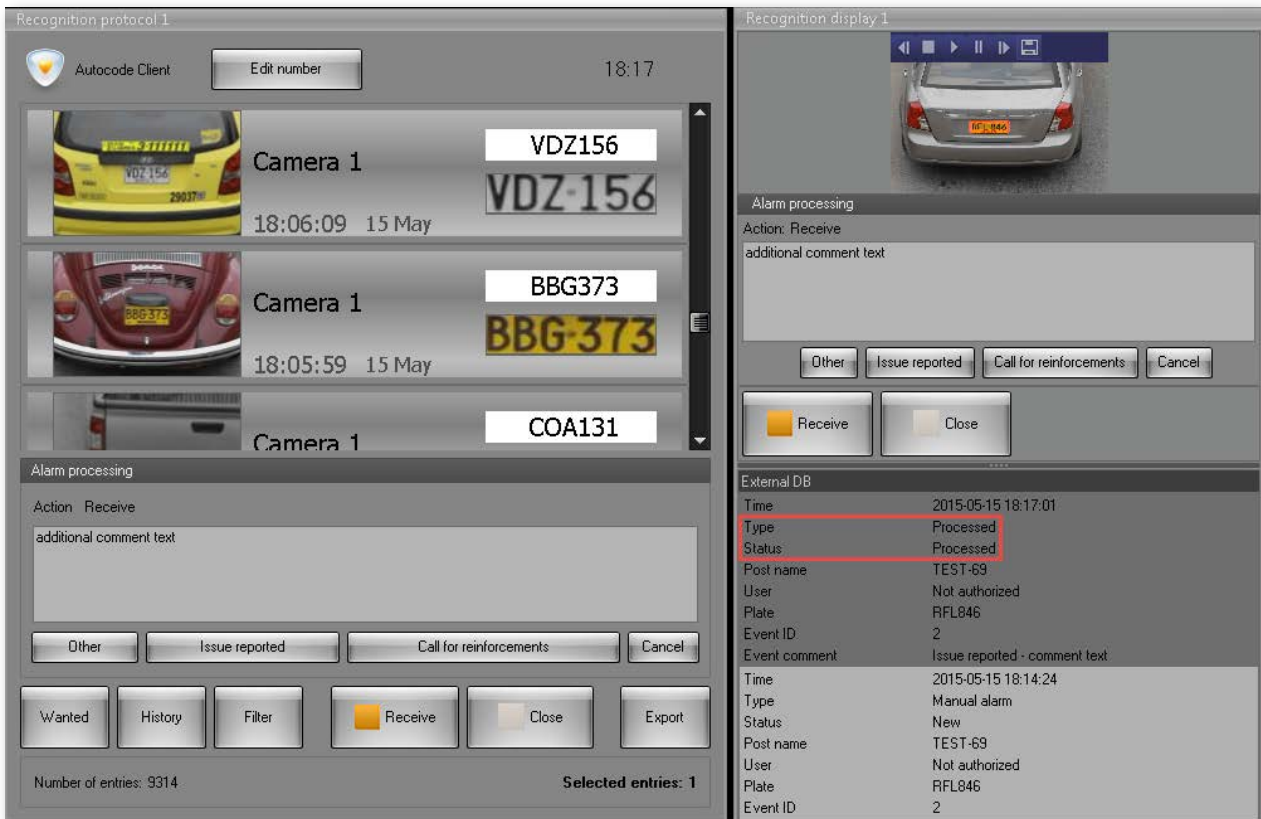 Recognition protocol 1
Autocode Client
Edit number
18:17
VDZ156
Camera 1
VDZ-156
VDZ 156
29037
18:06:09 15 May
BBG373
Camera 1
BBG-373
BBG-373
18:05:59 15 May
COA131
Camera 1
Alarm processing
Action Receive
additional comment text
Other
Issue reported
Call for reinforcements
Cancel
Wanted
History
Filter
Receive
Close
Export
Number of entries: 9314
Selected entries: 1
Recognition display 1
RFL 846
Alarm processing
Action: Receive
additional comment text
Other
Issue reported
Call for reinforcements
Cancel
Receive
Close
External DB
Time 2015-05-15 18:17:01
Type Processed
Status Processed
Post name TEST-69
User Not authorized
Plate RFL846
Event ID 2
Event comment Issue reported - comment text
Time 2015-05-15 18:14:24
Type Manual alarm
Status New
Post name TEST-69
User Not authorized
Plate RFL846
Event ID 2